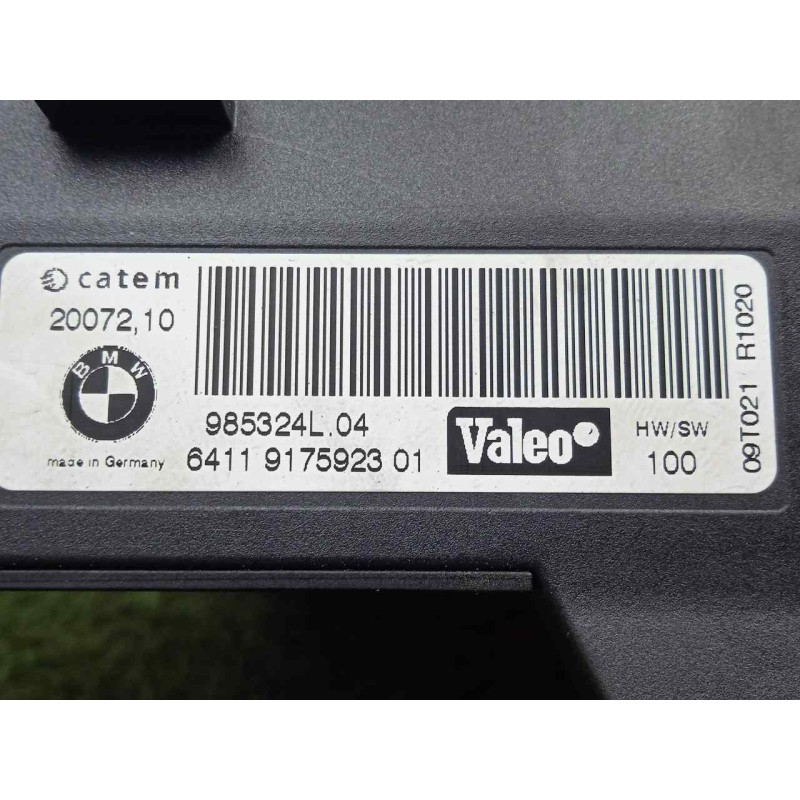 catem
20072,10
BMW
made in Germany
985324L.04
6411 9175923 01
Valeo
HW/SW
100
09T021 R1020